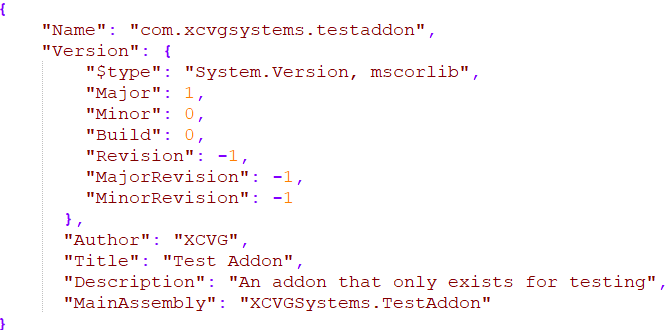 {
"Name": "com.xcvgsystems.testaddon",
"Version": {
"$type": "System.Version, mscorlib",
"Major": 1,
"Minor": 0,
"Build": 0,
"Revision": -1,
"MajorRevision": -1,
"MinorRevision": -1
},
"Author": "XCVG",
"Title": "Test Addon",
"Description": "An addon that only exists for testing",
"MainAssembly": "XCVGSystems.TestAddon"
}